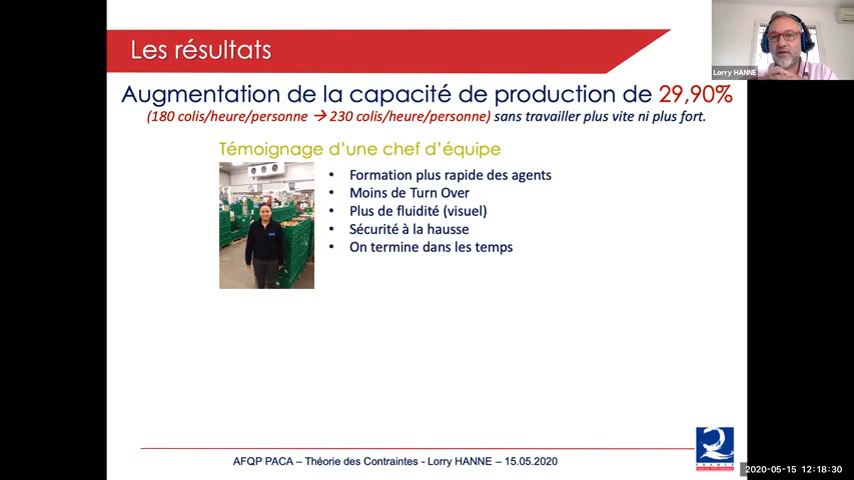 Les résultats
Lorry HANNE
Augmentation de la capacité de production de 29,90%
(180 colis/heure/personne → 230 colis/heure/personne) sans travailler plus vite ni plus fort.
Témoignage d'une chef d'équipe
• Formation plus rapide des agents
• Moins de Turn Over
• Plus de fluidité (visuel)
• Sécurité à la hausse
• On termine dans les temps
AFQP PACA – Théorie des Contraintes - Lorry HANNE – 15.05.2020
FRANCE
2020-05-15 12:18:30